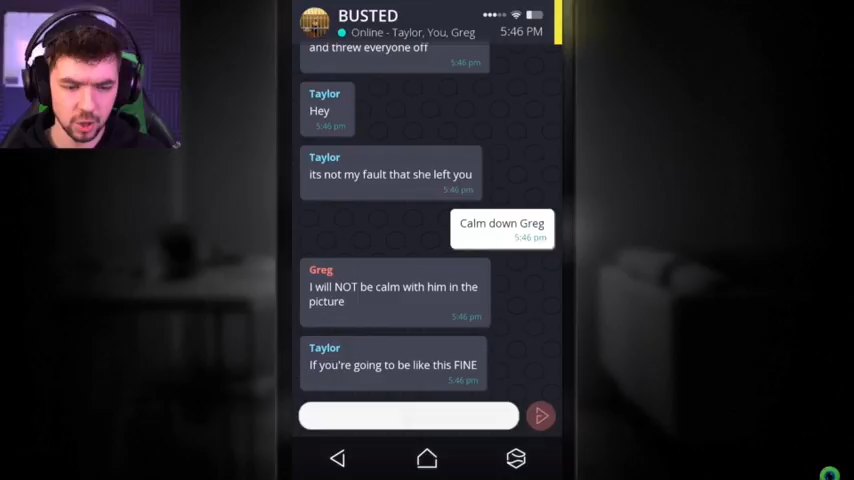 BUSTED
Online - Taylor, You, Greg
5:46 PM
and threw everyone off
5:46 pm
Taylor
Hey
5:46 pm
Taylor
its not my fault that she left you
5:46 pm
Calm down Greg
5:46 pm
Greg
I will NOT be calm with him in the
picture
5:46 pm
Taylor
If you're going to be like this FINE
5:46 pm